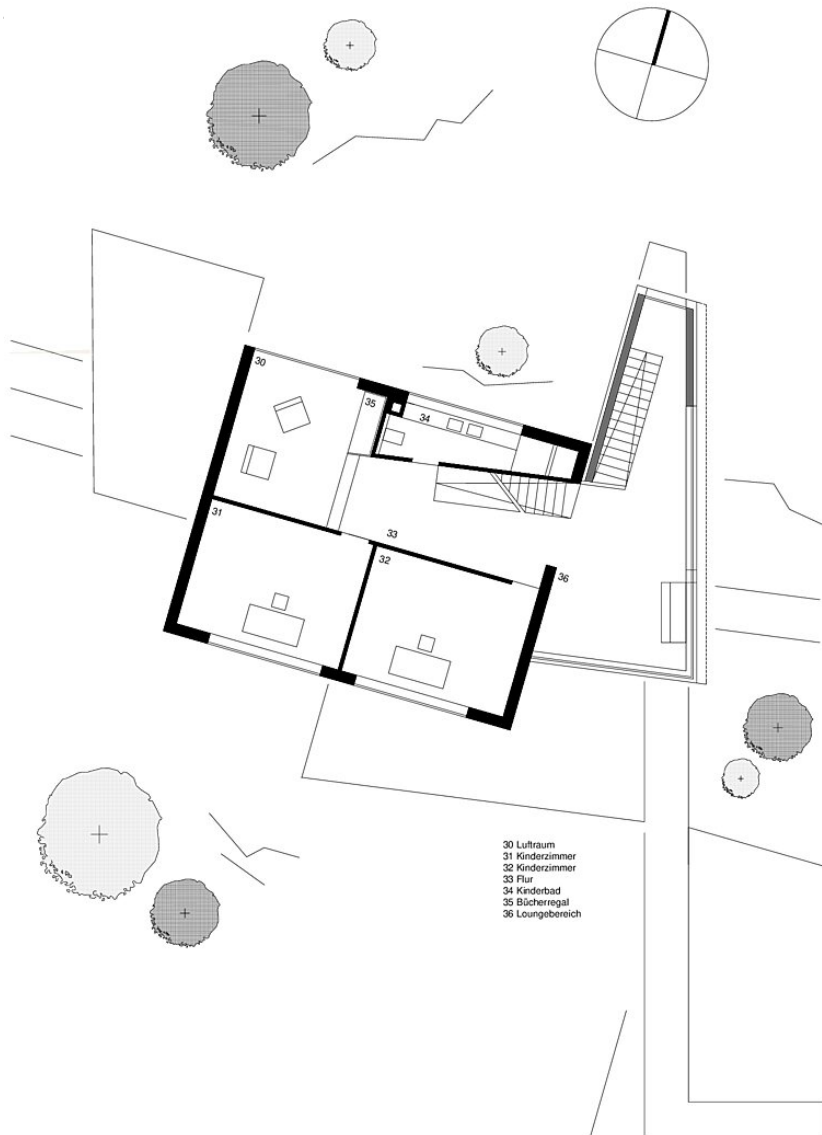 30
35
34
31
33
32
36
30 Luftraum
31 Kinderzimmer
32 Kinderzimmer
33 Flur
34 Kinderbad
35 Bücherregal
36 Loungebereich